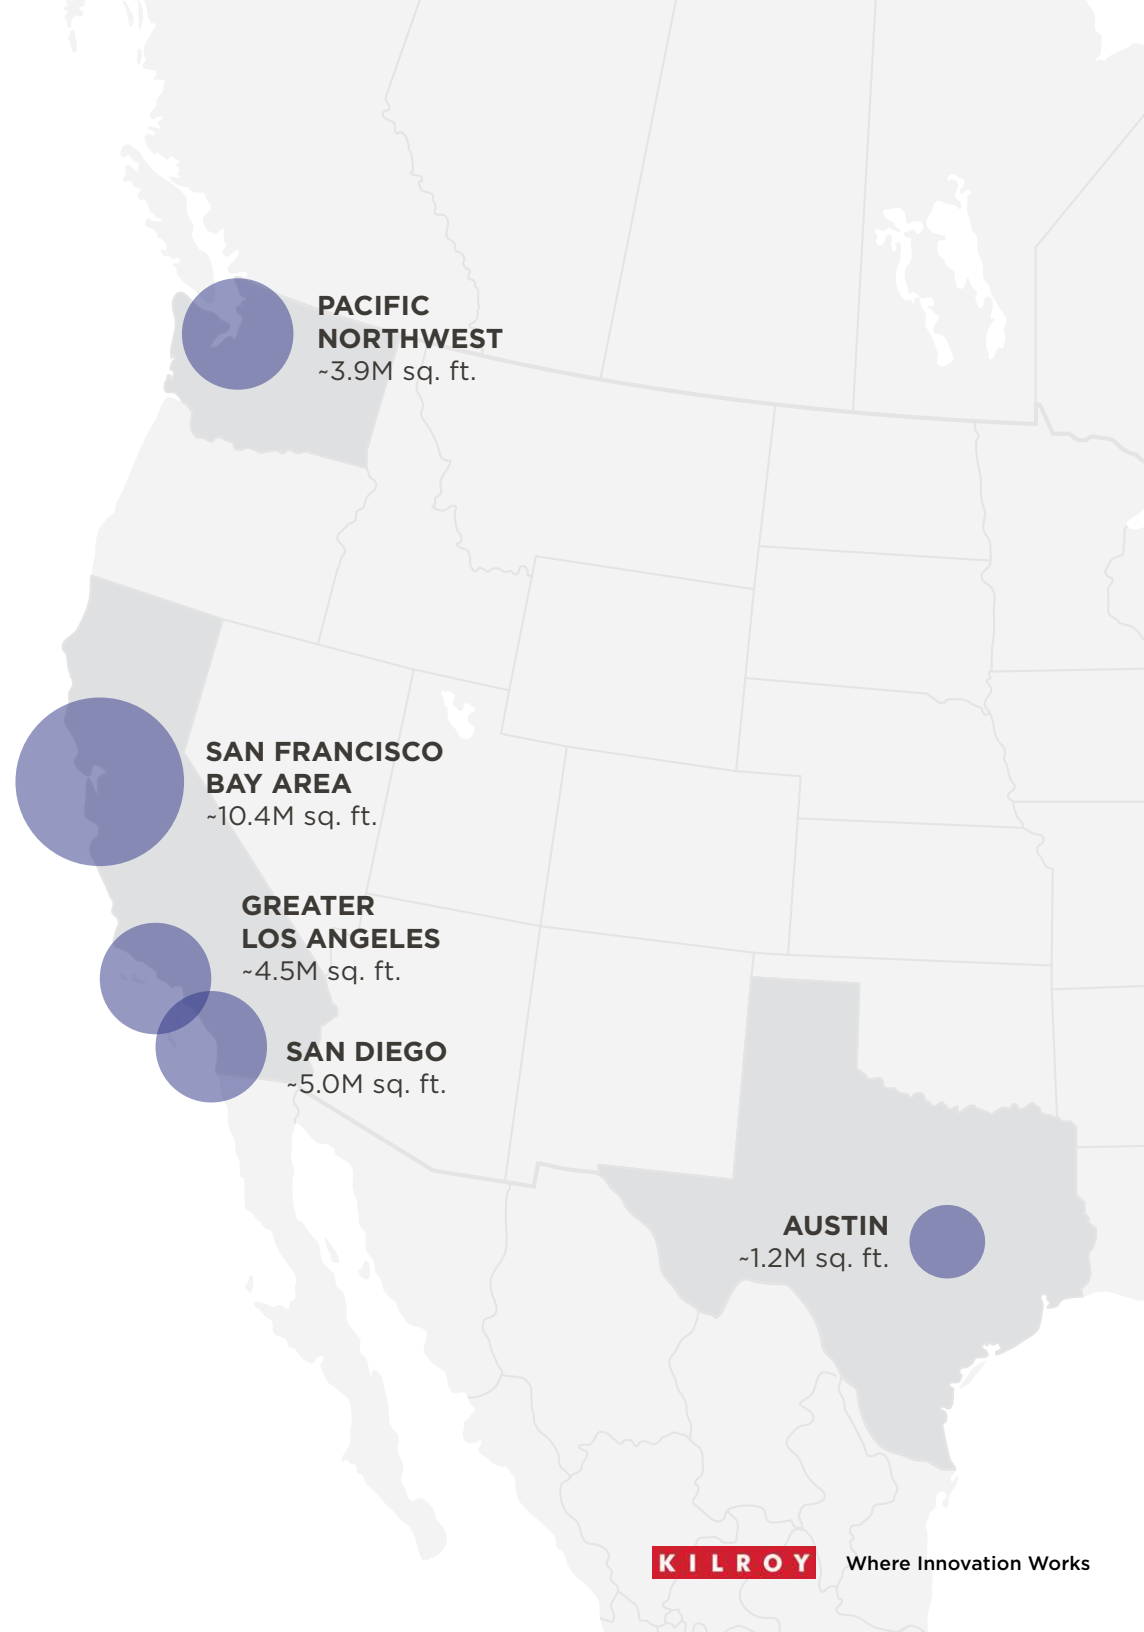 PACIFIC
NORTHWEST
~3.9M sq. ft.
SAN FRANCISCO
BAY AREA
~10.4M sq. ft.
GREATER
LOS ANGELES
~4.5M sq. ft.
SAN DIEGO
~5.0M sq. ft.
AUSTIN
~1.2M sq. ft.
KILROY Where Innovation Works